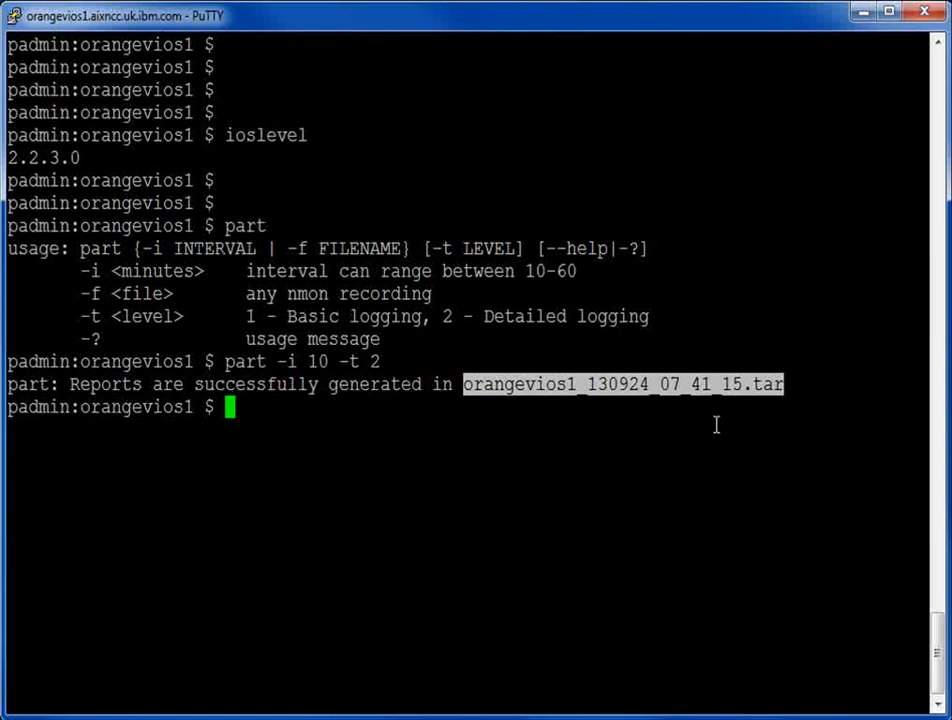 orangevios1.aixncc.uk.ibm.com - PuTTY
padmin:orangevios1 $
padmin:orangevios1 $
padmin:orangevios1 $
padmin:orangevios1 $
padmin:orangevios1 $ ioslevel
2.2.3.0
padmin:orangevios1 $
padmin:orangevios1 $
padmin:orangevios1 $ part
usage: part {-i INTERVAL | -f FILENAME} [-t LEVEL] [--help|-?]
-i <minutes> interval can range between 10-60
-f <file> any nmon recording
-t <level> 1 - Basic logging, 2 - Detailed logging
-? usage message
padmin:orangevios1 $ part -i 10 -t 2
part: Reports are successfully generated in orangevios1_130924_07_41_15.tar
padmin:orangevios1 $